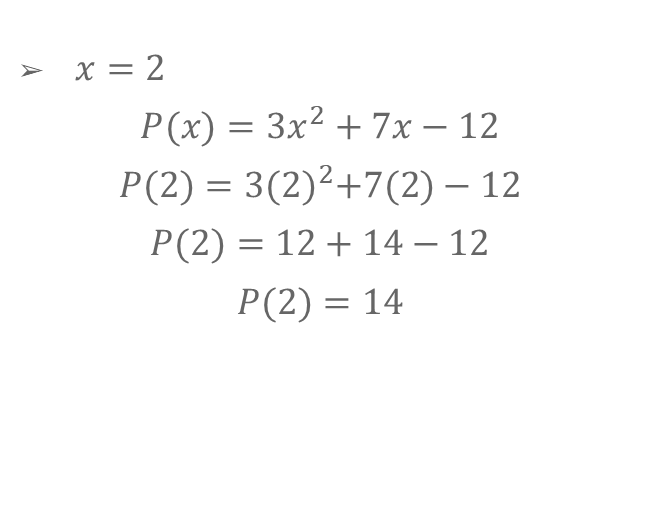 ➢ x = 2
P(x) = 3x² + 7x − 12
P(2) = 3(2)²+7(2) − 12
P(2) = 12 + 14 − 12
P(2) = 14